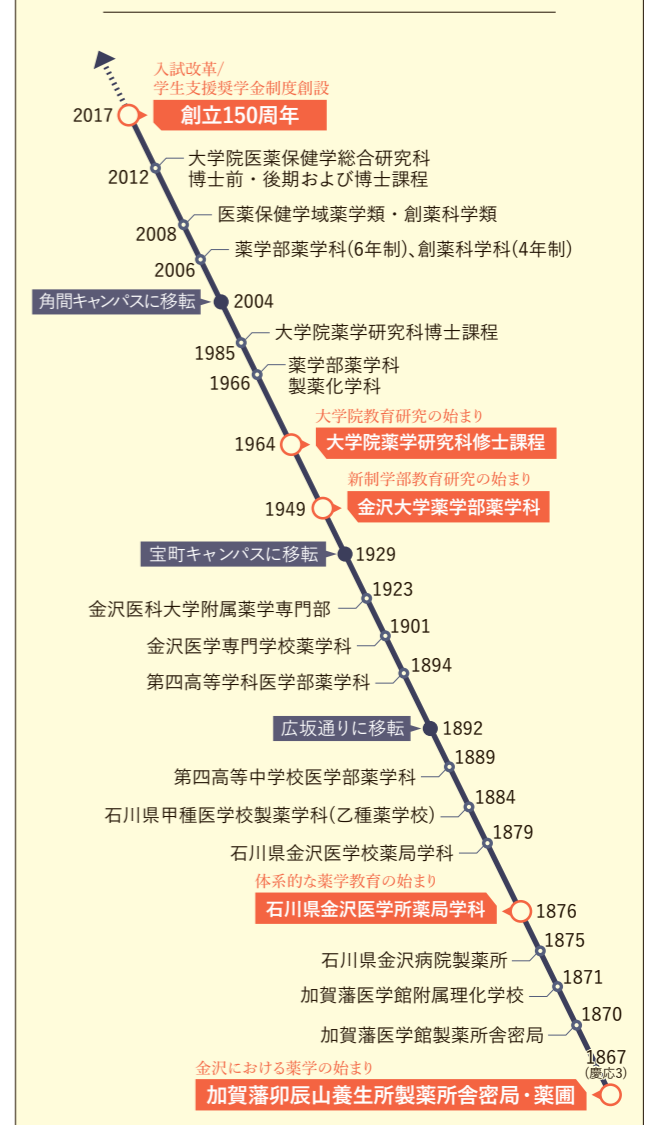 入試改革/
学生支援奨学金制度創設
2017 創立150周年
大学院医薬保健学総合研究科
2012 博士前・後期および博士課程
医薬保健学域薬学類・創薬科学類
2008
薬学部薬学科(6年制)、創薬科学科(4年制)
2006
角間キャンパスに移転 2004
大学院薬学研究科博士課程
1985
薬学部薬学科
1966 製薬化学科
大学院教育研究の始まり
1964 大学院薬学研究科修士課程
新制学部教育研究の始まり
1949 金沢大学薬学部薬学科
宝町キャンパスに移転 1929
1923
金沢医科大学附属薬学専門部
1901
金沢医学専門学校薬学科
1894
第四高等学科医学部薬学科
広坂通りに移転 1892
1889
第四高等中学校医学部薬学科
1884
石川県甲種医学校製薬学科(乙種薬学校)
1879
石川県金沢医学校薬局学科
体系的な薬学教育の始まり
石川県金沢医学所薬局学科 1876
1875
石川県金沢病院製薬所
1871
加賀藩医学館附属理化学校
1870
加賀藩医学館製薬所舎密局
1867
(慶応3)
金沢における薬学の始まり
加賀藩卯辰山養生所製薬所舎密局・薬圃